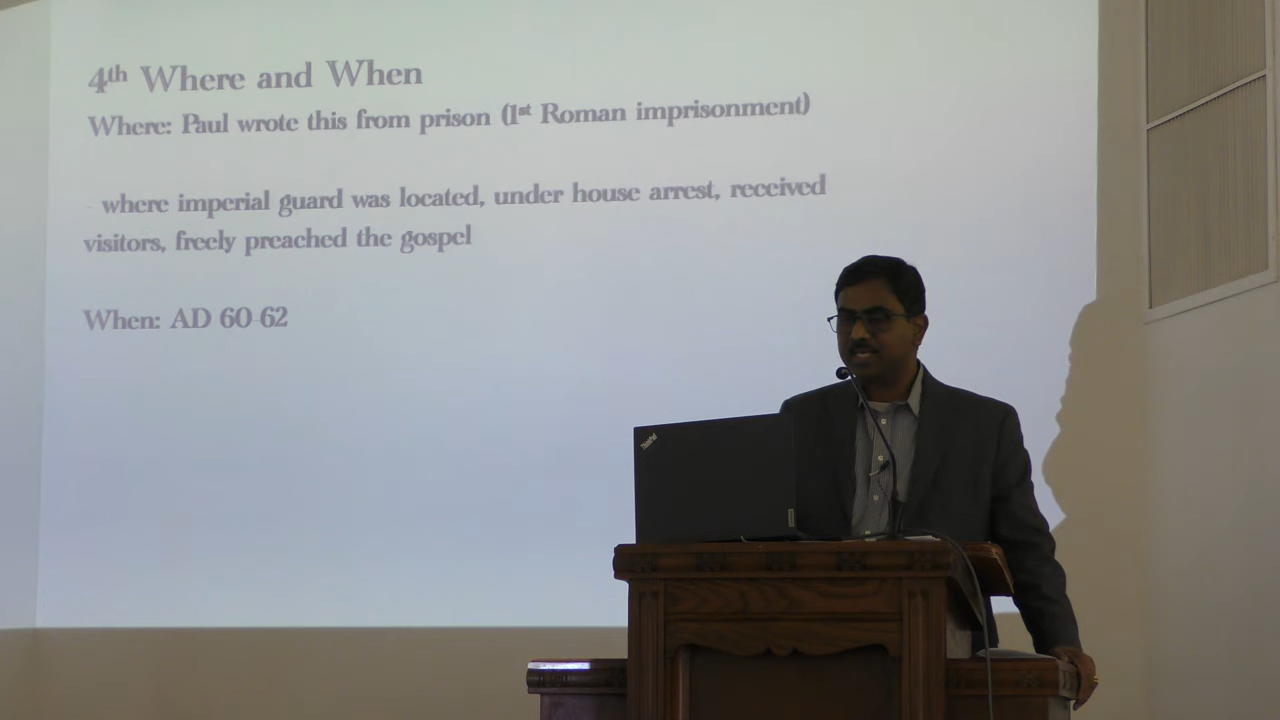 4th Where and When
Where: Paul wrote this from prison (1st Roman imprisonment)
- where imperial guard was located, under house arrest, received
visitors, freely preached the gospel
When: AD 60-62
ThinkPad